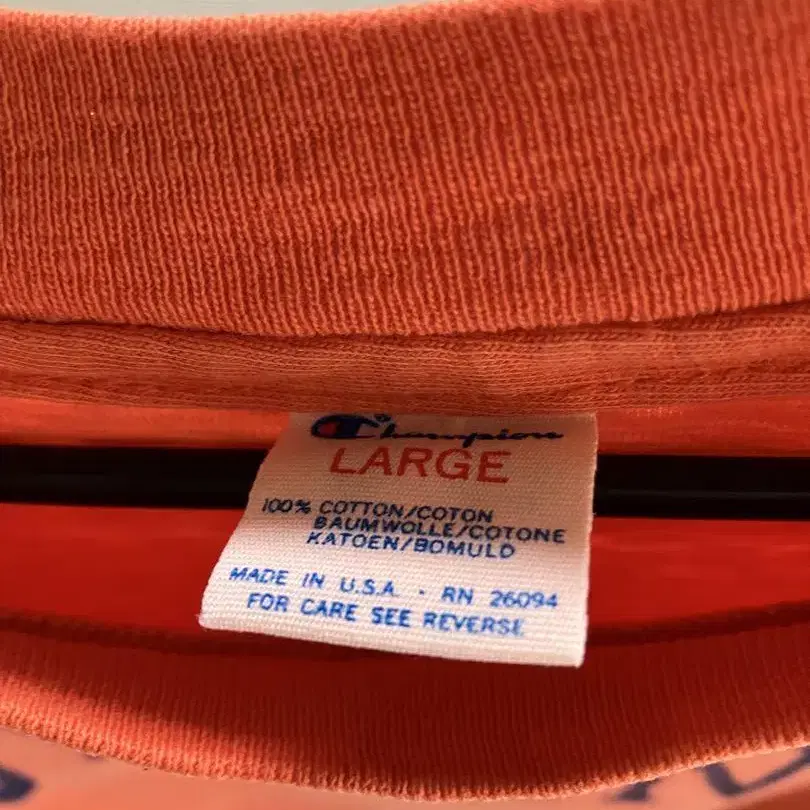 Champion
LARGE
100% COTTON/COTON
BAUMWOLLE/COTONE
KATOEN/BOMULD
MADE IN U.S.A. · RN 26094
FOR CARE SEE REVERSE